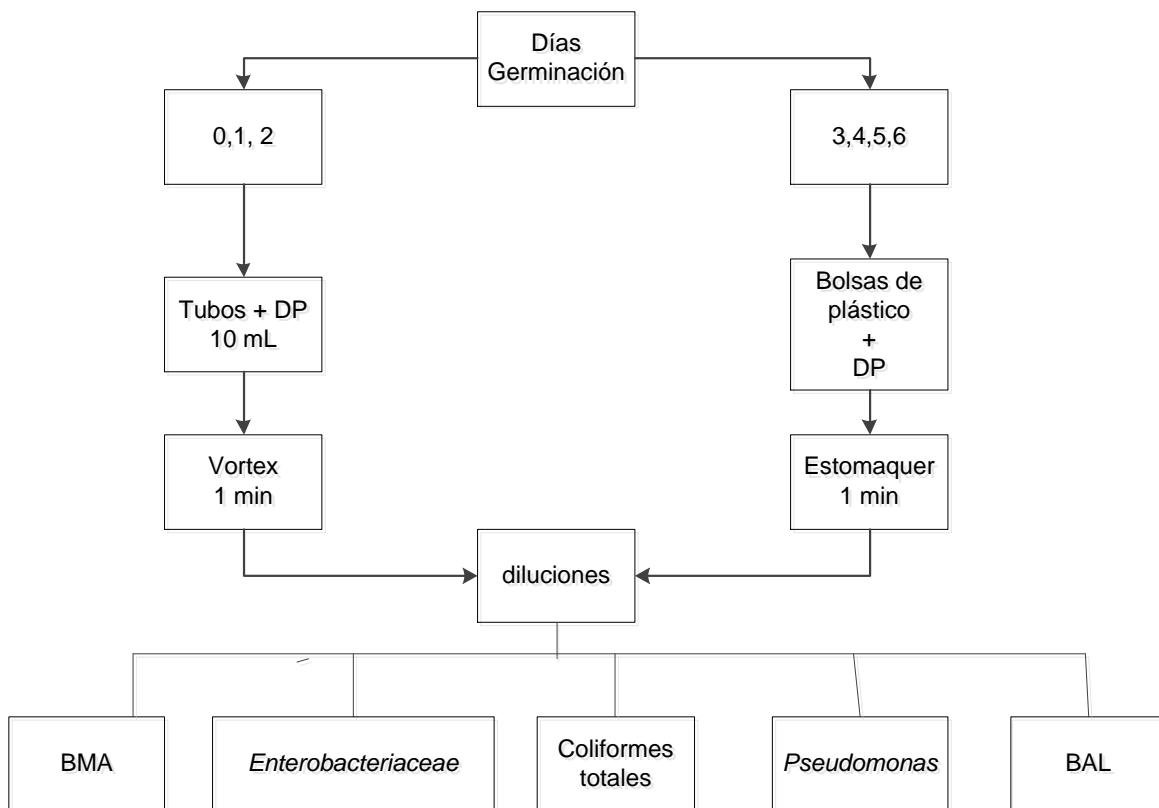 Días
Germinación
0,1, 2
3,4,5,6
Tubos + DP
10 mL
Bolsas de
plástico
+
DP
Vortex
1 min
Estomaquer
1 min
diluciones
BMA
Enterobacteriaceae
Coliformes
totales
Pseudomonas
BAL